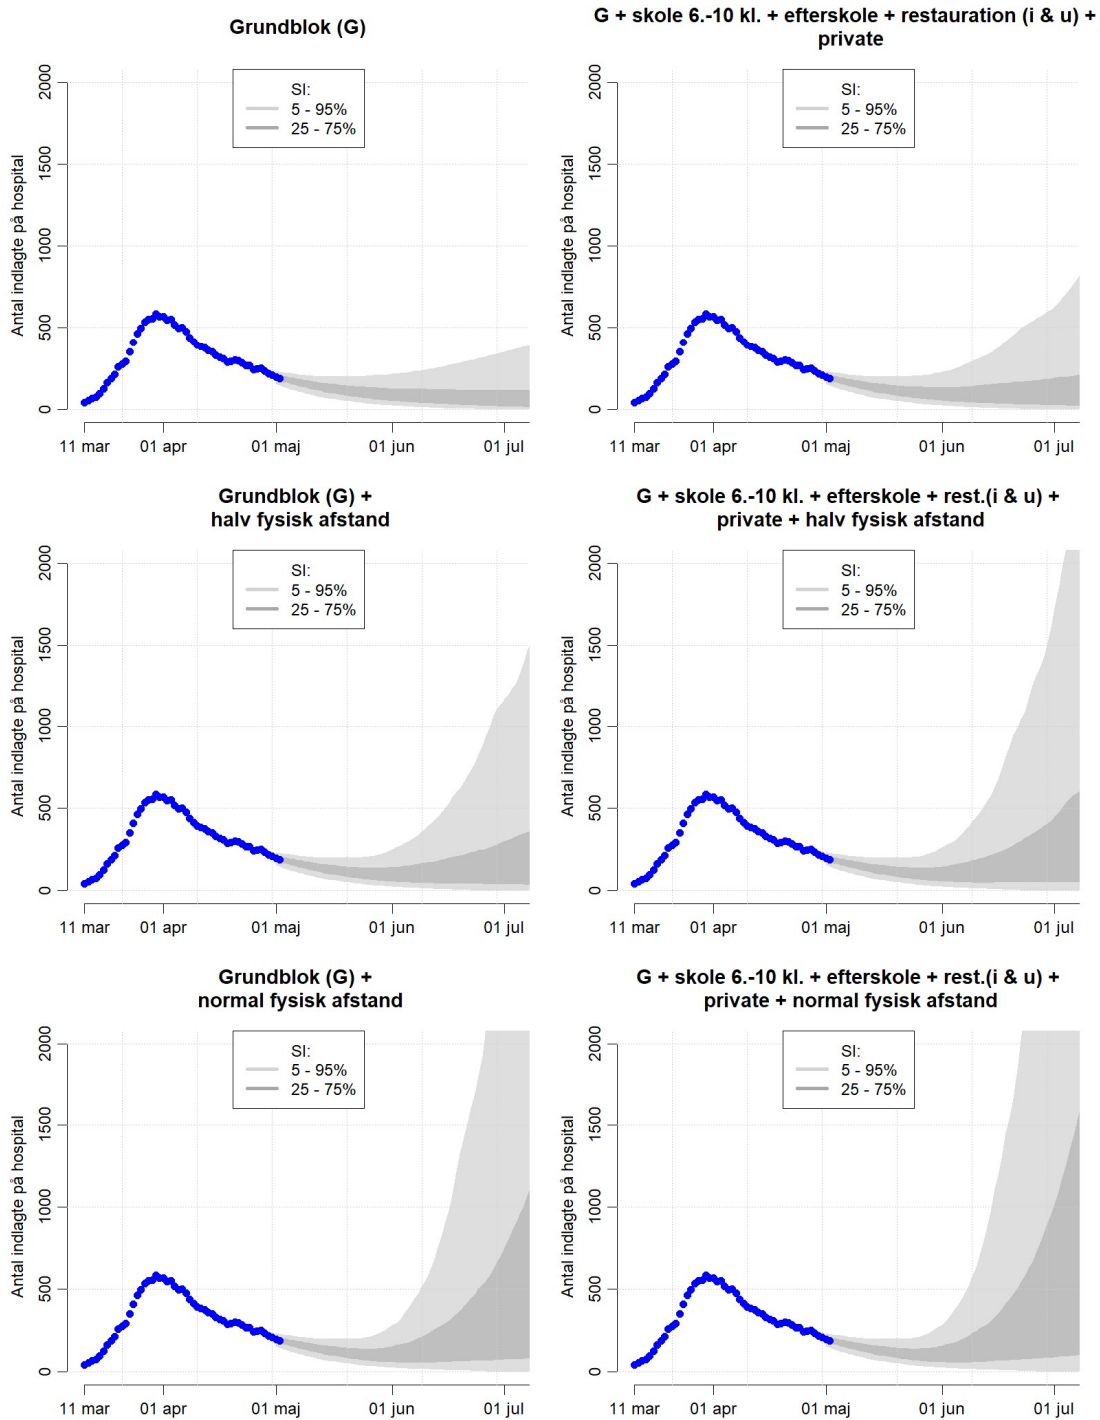 Grundblok (G)
2000
1500
1000
500
0
Antal indlagte på hospital
SI:
5 - 95%
25 - 75%
11 mar
01 apr
01 maj
01 jun
01 jul
G + skole 6.-10 kl. + efterskole + restauration (i & u) +
private
2000
1500
1000
500
0
Antal indlagte på hospital
SI:
5 - 95%
25 - 75%
11 mar
01 apr
01 maj
01 jun
01 jul
Grundblok (G) +
halv fysisk afstand
2000
1500
1000
500
0
Antal indlagte på hospital
SI:
5 - 95%
25 - 75%
11 mar
01 apr
01 maj
01 jun
01 jul
G + skole 6.-10 kl. + efterskole + rest.(i & u) +
private + halv fysisk afstand
2000
1500
1000
500
0
Antal indlagte på hospital
SI:
5 - 95%
25 - 75%
11 mar
01 apr
01 maj
01 jun
01 jul
Grundblok (G) +
normal fysisk afstand
2000
1500
1000
500
0
Antal indlagte på hospital
SI:
5 - 95%
25 - 75%
11 mar
01 apr
01 maj
01 jun
01 jul
G + skole 6.-10 kl. + efterskole + rest.(i & u) +
private + normal fysisk afstand
2000
1500
1000
500
0
Antal indlagte på hospital
SI:
5 - 95%
25 - 75%
11 mar
01 apr
01 maj
01 jun
01 jul